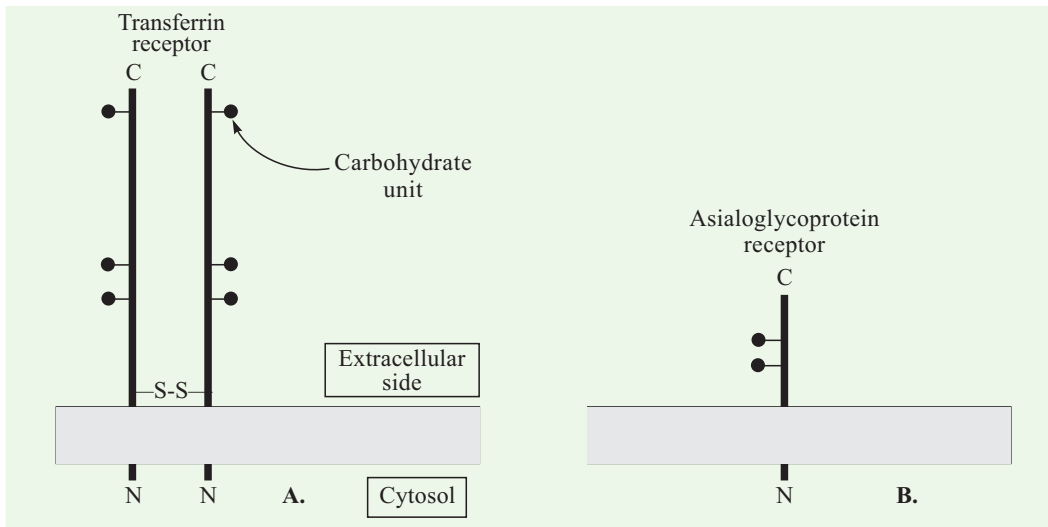 Transferrin
receptor
C C
Carbohydrate
unit
Extracellular
side
S-S
N N
A.
Cytosol
Asialoglycoprotein
receptor
C
N
B.